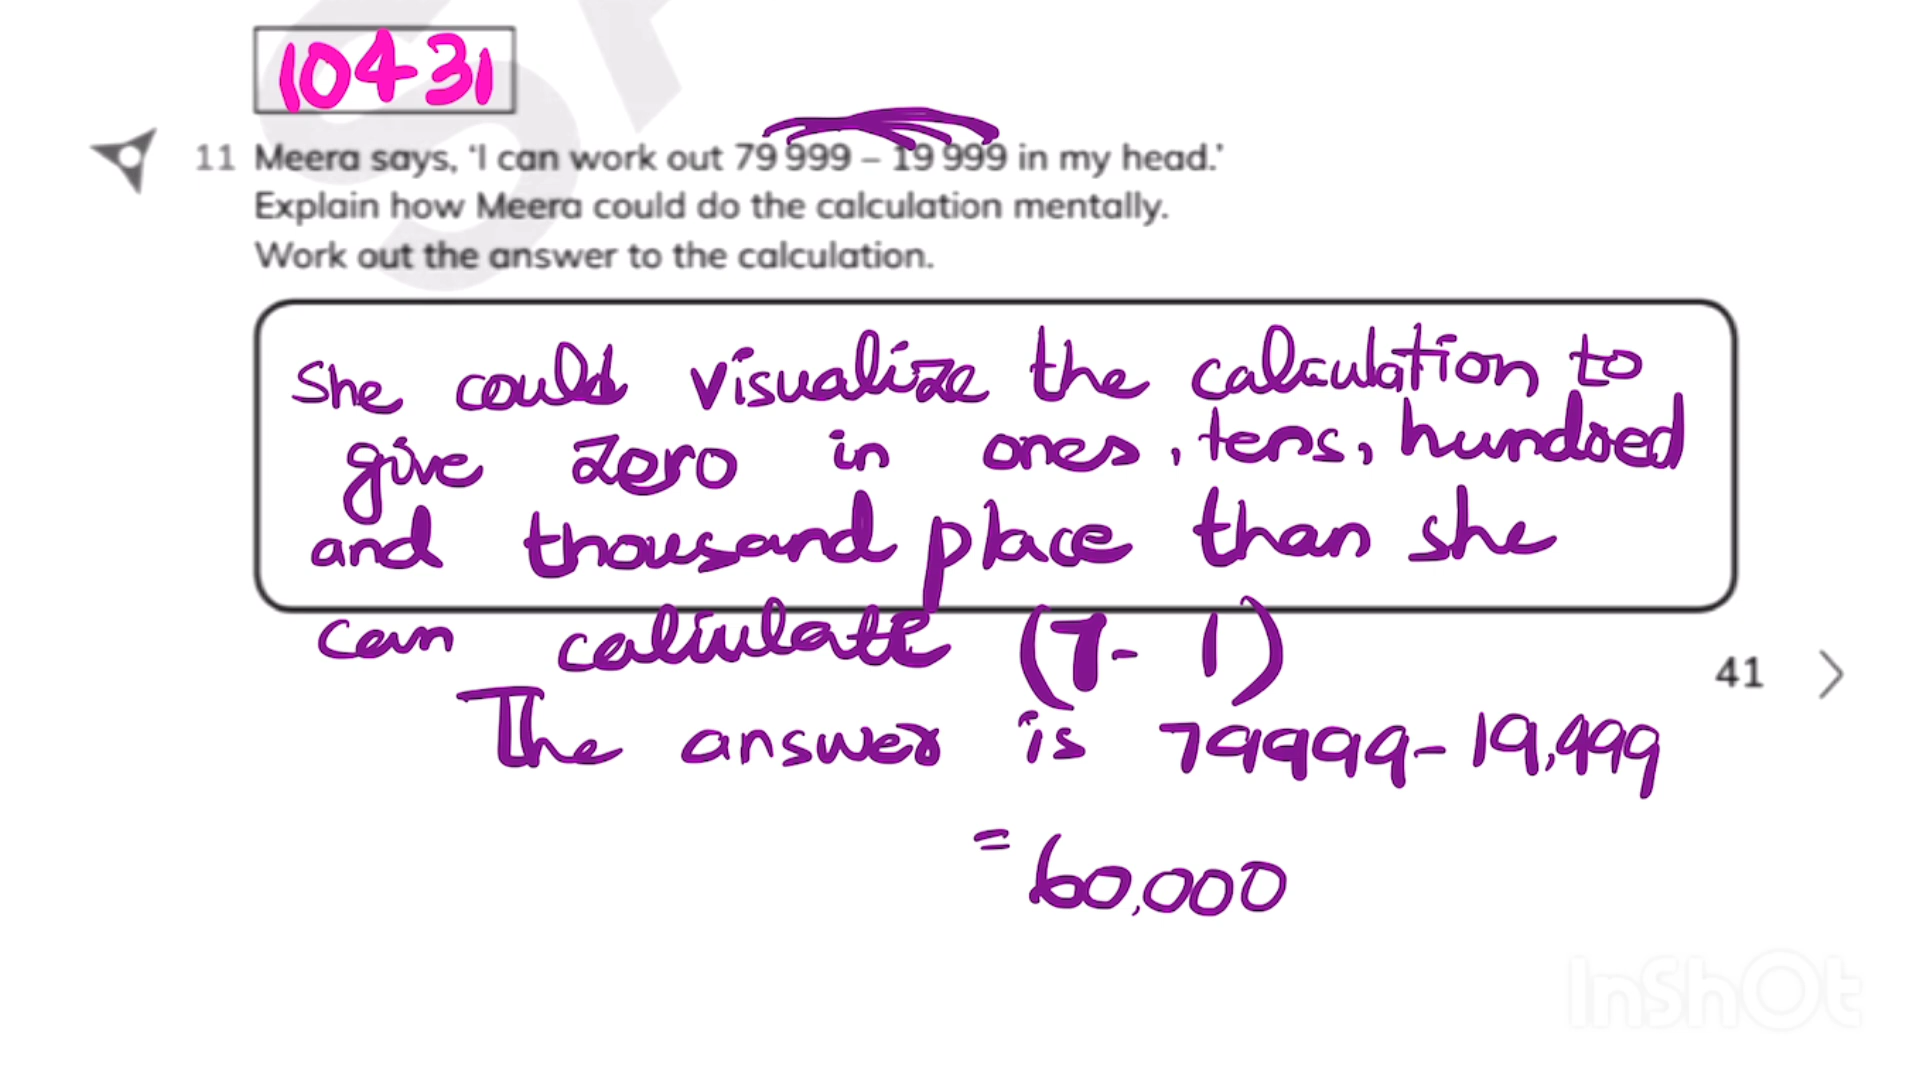 10431
11 Meera says, ‘I can work out 79 999 – 19 999 in my head.’
Explain how Meera could do the calculation mentally.
Work out the answer to the calculation.
She could visualize the calculation to
give zero in ones, tens, hundred
and thousand place than she
can calculate (7- 1)
41
The answer is 79999- 19,999
= 60,000
InShOt